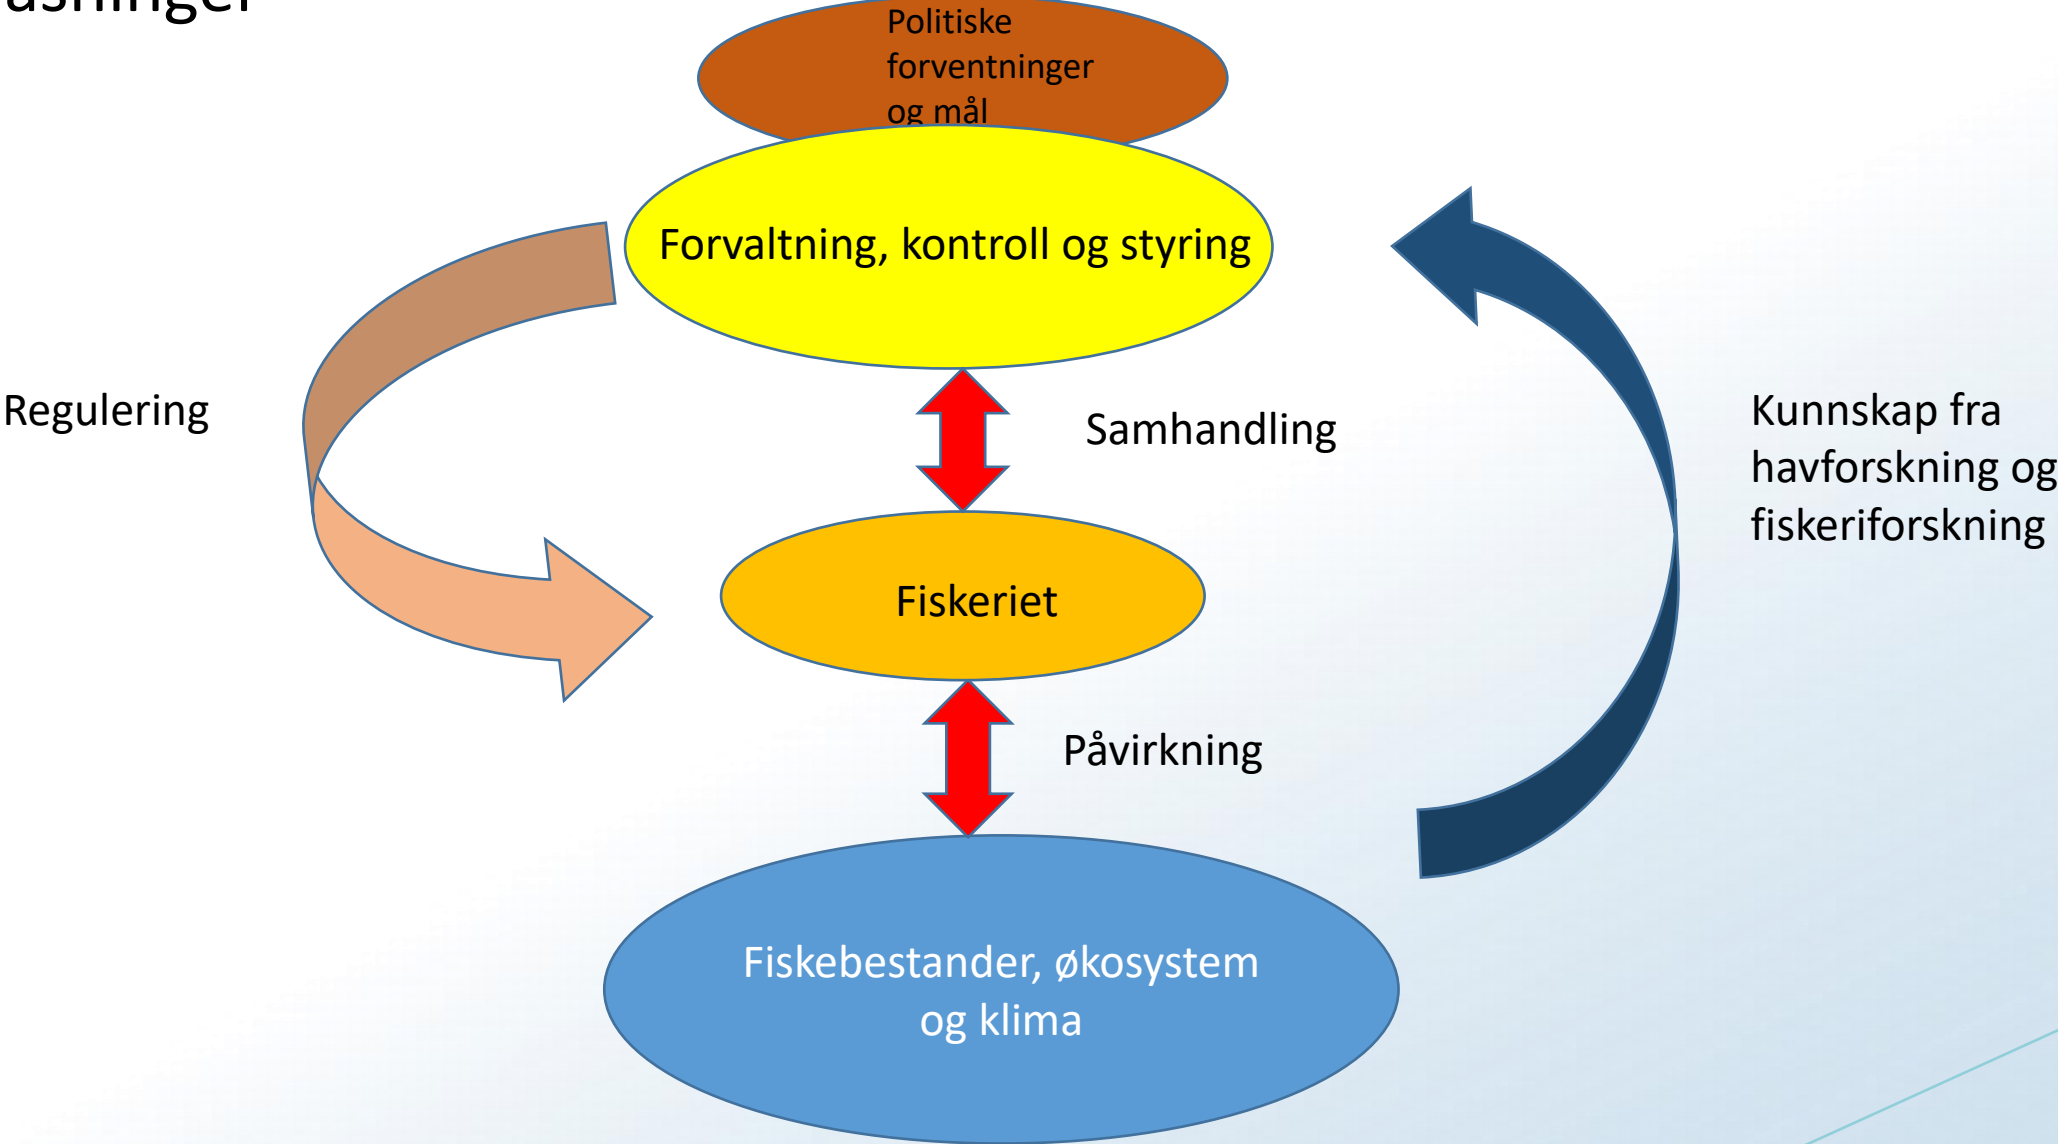 Politiske
forventninger
og mål
Forvaltning, kontroll og styring
Regulering
Samhandling
Kunnskap fra
havforskning og
fiskeriforskning
Fiskeriet
Påvirkning
Fiskebestander, økosystem
og klima